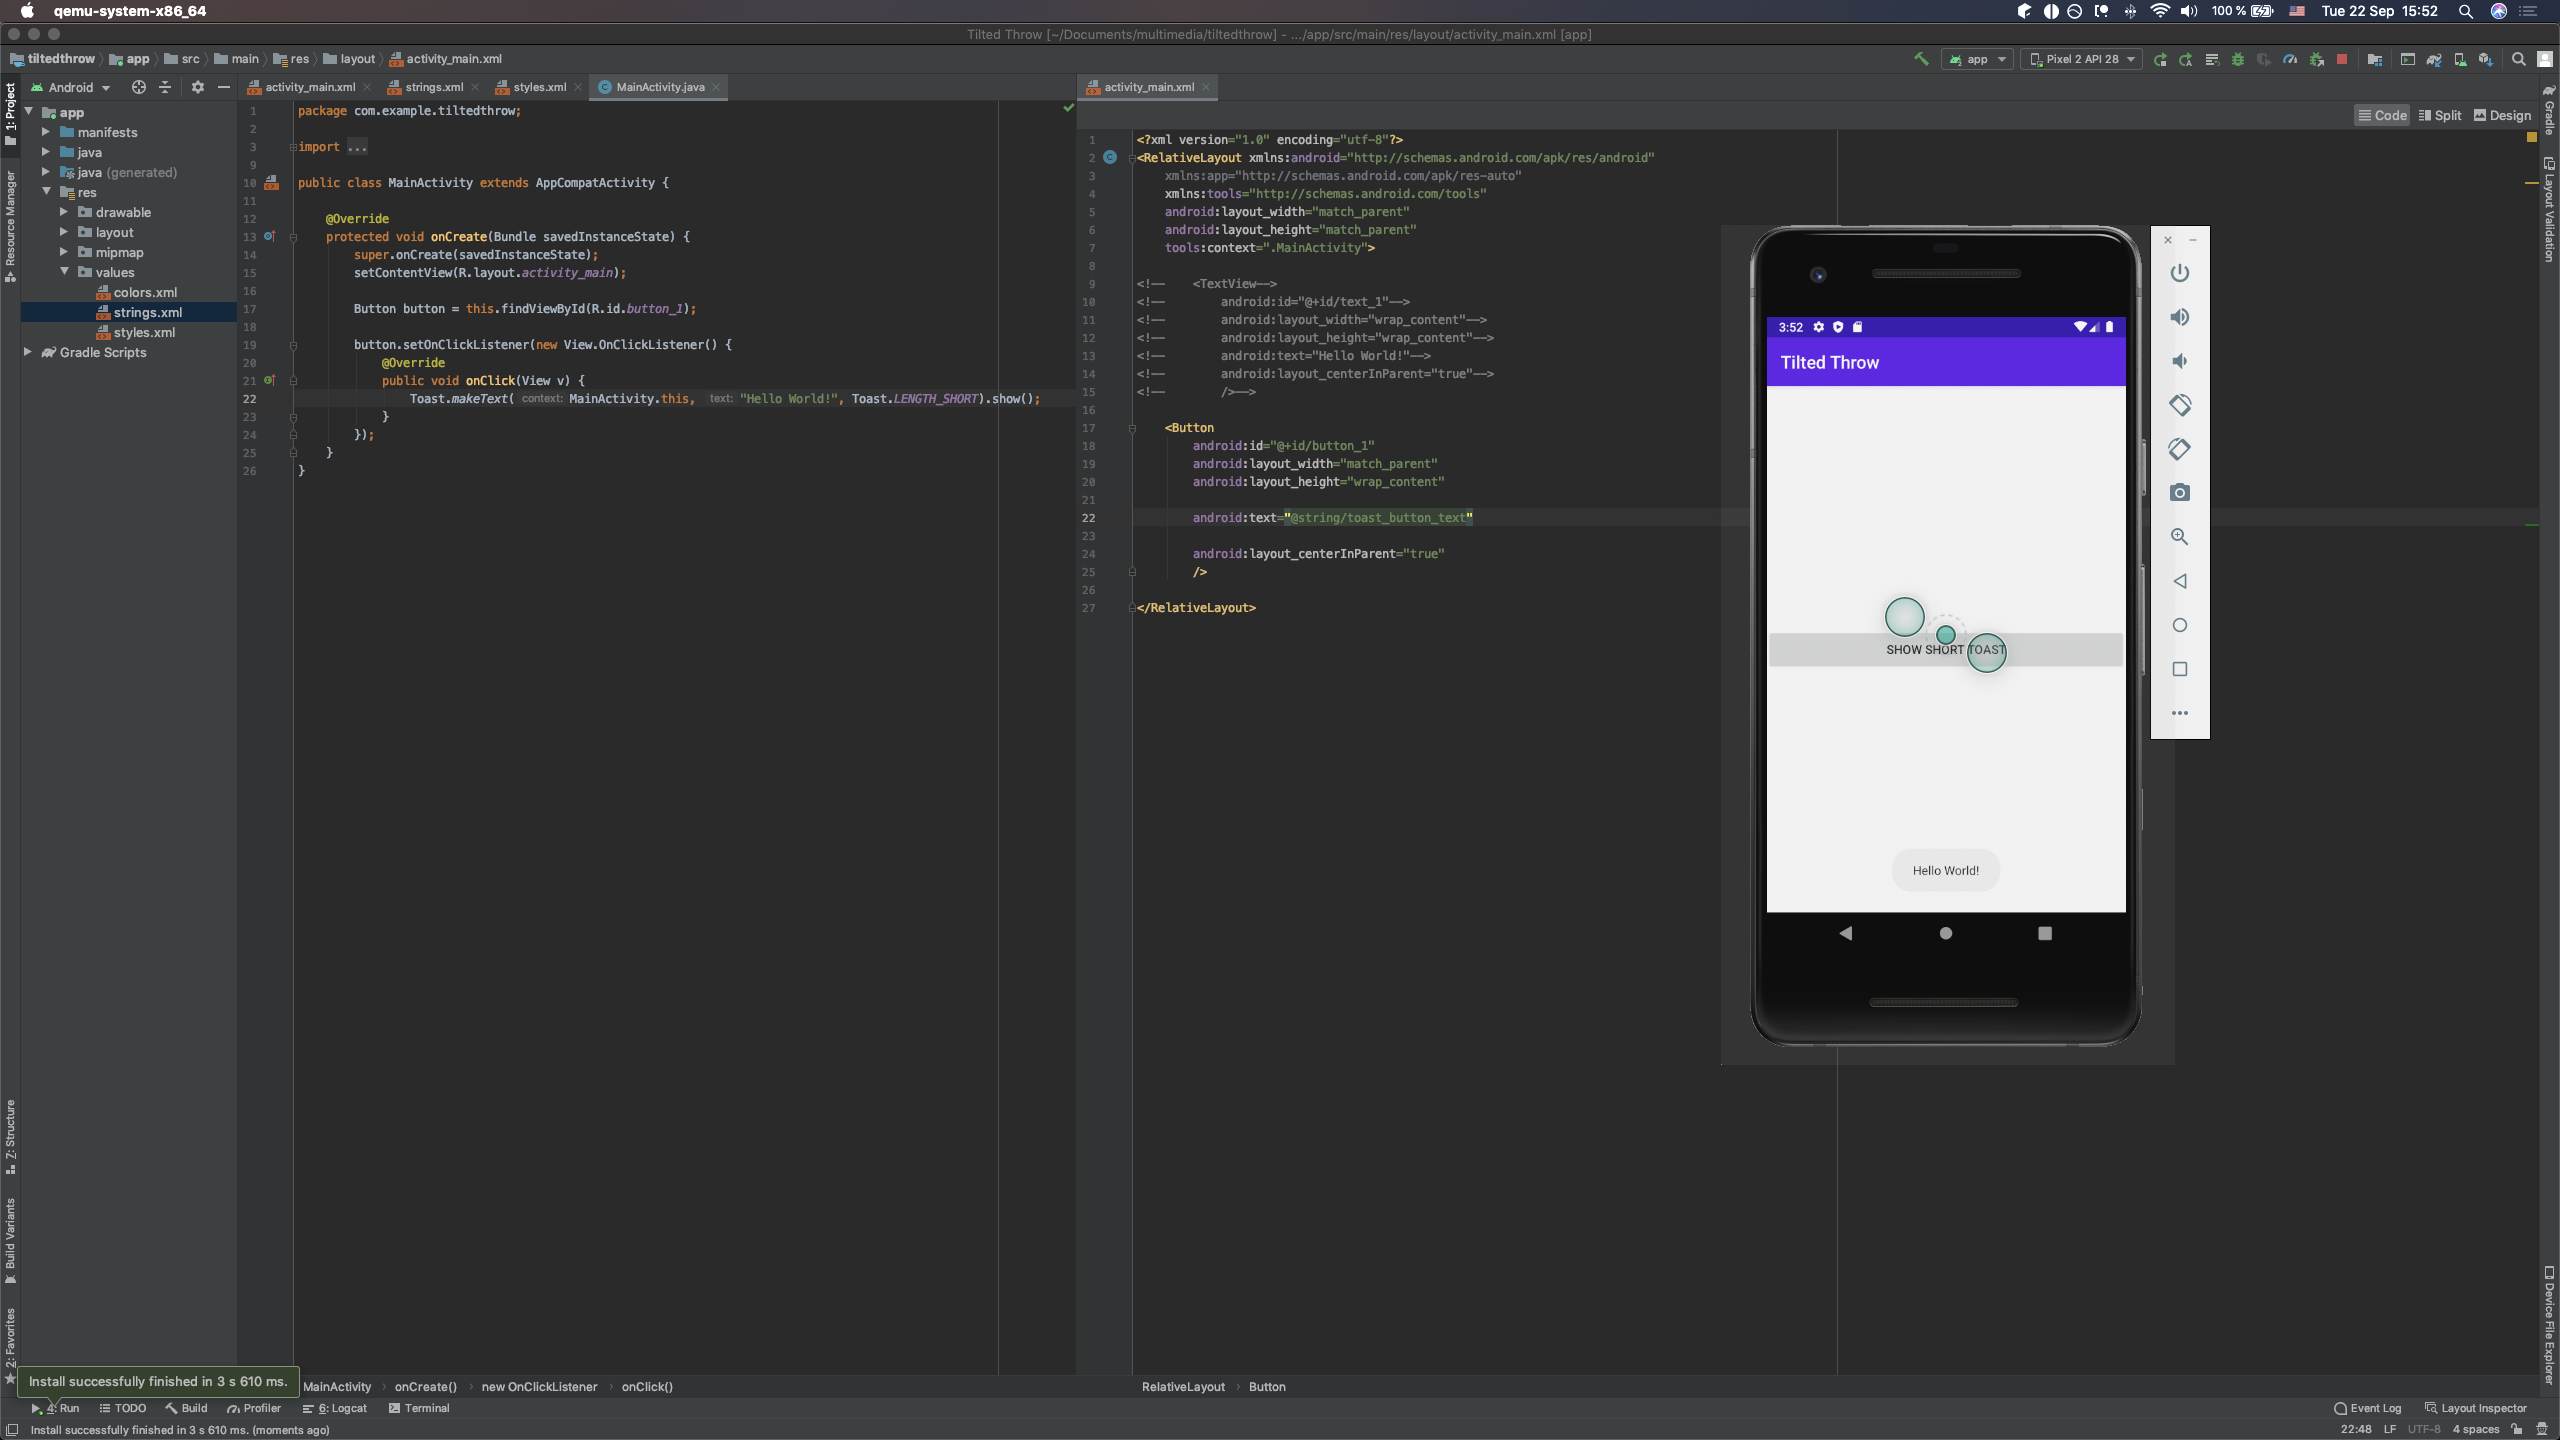 qemu-system-x86_64
100 %
Tue 22 Sep 15:52
Tilted Throw [~/Documents/multimedia/tiltedthrow] - .../app/src/main/res/layout/activity_main.xml [app]
tiltedthrow
app
src
main
res
layout
activity_main.xml
app
Pixel 2 API 28
Android
activity_main.xml
strings.xml
styles.xml
MainActivity.java
activity_main.xml
Code
Split
Design
1: Project
Resource Manager
Z: Structure
Build Variants
2: Favorites
app
manifests
java
java (generated)
res
drawable
layout
mipmap
values
colors.xml
strings.xml
styles.xml
Gradle Scripts
1 package com.example.tiltedthrow;
2
3 import ...
9
10 public class MainActivity extends AppCompatActivity {
11
12 @Override
13 protected void onCreate(Bundle savedInstanceState) {
14 super.onCreate(savedInstanceState);
15 setContentView(R.layout.activity_main);
16
17 Button button = this.findViewById(R.id.button_1);
18
19 button.setOnClickListener(new View.OnClickListener() {
20 @Override
21 public void onClick(View v) {
22 Toast.makeText( context: MainActivity.this, text: "Hello World!", Toast.LENGTH_SHORT).show();
23 }
24 });
25 }
26 }
1 <?xml version="1.0" encoding="utf-8"?>
2 <RelativeLayout xmlns:android="http://schemas.android.com/apk/res/android"
3 xmlns:app="http://schemas.android.com/apk/res-auto"
4 xmlns:tools="http://schemas.android.com/tools"
5 android:layout_width="match_parent"
6 android:layout_height="match_parent"
7 tools:context=".MainActivity">
8
9 <!-- <TextView-->
10 <!-- android:id="@+id/text_1"-->
11 <!-- android:layout_width="wrap_content"-->
12 <!-- android:layout_height="wrap_content"-->
13 <!-- android:text="Hello World!"-->
14 <!-- android:layout_centerInParent="true"-->
15 <!-- />-->
16
17 <Button
18 android:id="@+id/button_1"
19 android:layout_width="match_parent"
20 android:layout_height="wrap_content"
21
22 android:text="@string/toast_button_text"
23
24 android:layout_centerInParent="true"
25 />
26
27 </RelativeLayout>
3:52
Tilted Throw
SHOW SHORT TOAST
Hello World!
Gradle
Layout Validation
Device File Explorer
Install successfully finished in 3 s 610 ms.
MainActivity
onCreate()
new OnClickListener
onClick()
RelativeLayout
Button
4: Run
TODO
Build
Profiler
6: Logcat
Terminal
Event Log
Layout Inspector
Install successfully finished in 3 s 610 ms. (moments ago)
22:48
LF
UTF-8
4 spaces